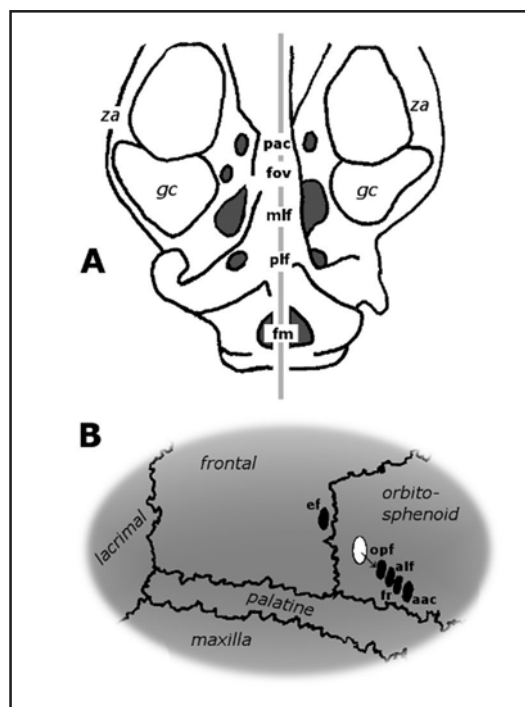 za
za
pac
fov
gc
gc
mlf
A
plf
fm
B
frontal
orbito-
sphenoid
ef
lacrimal
opf
alf
fr
aac
palatine
maxilla